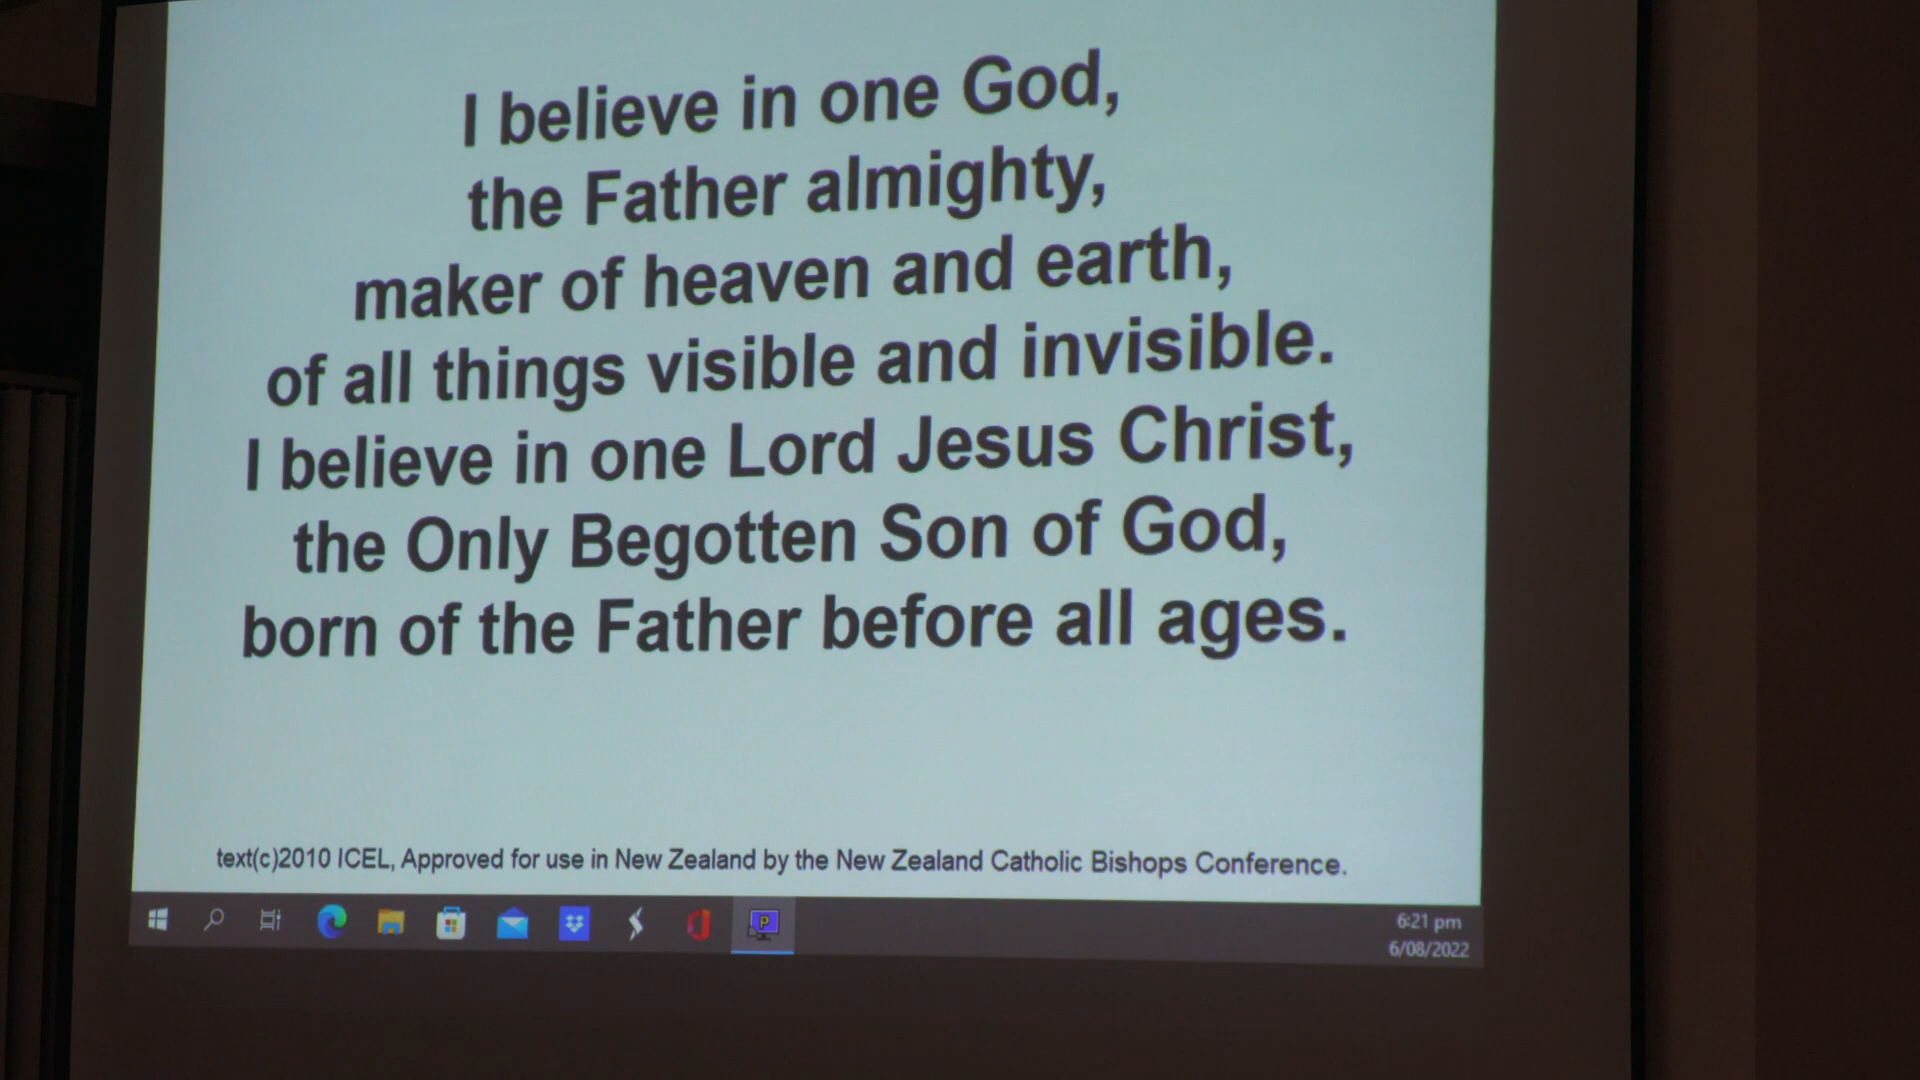 I believe in one God,
the Father almighty,
maker of heaven and earth,
of all things visible and invisible.
I believe in one Lord Jesus Christ,
the Only Begotten Son of God,
born of the Father before all ages.
text(c)2010 ICEL, Approved for use in New Zealand by the New Zealand Catholic Bishops Conference.
P
6:21 pm
6/08/2022